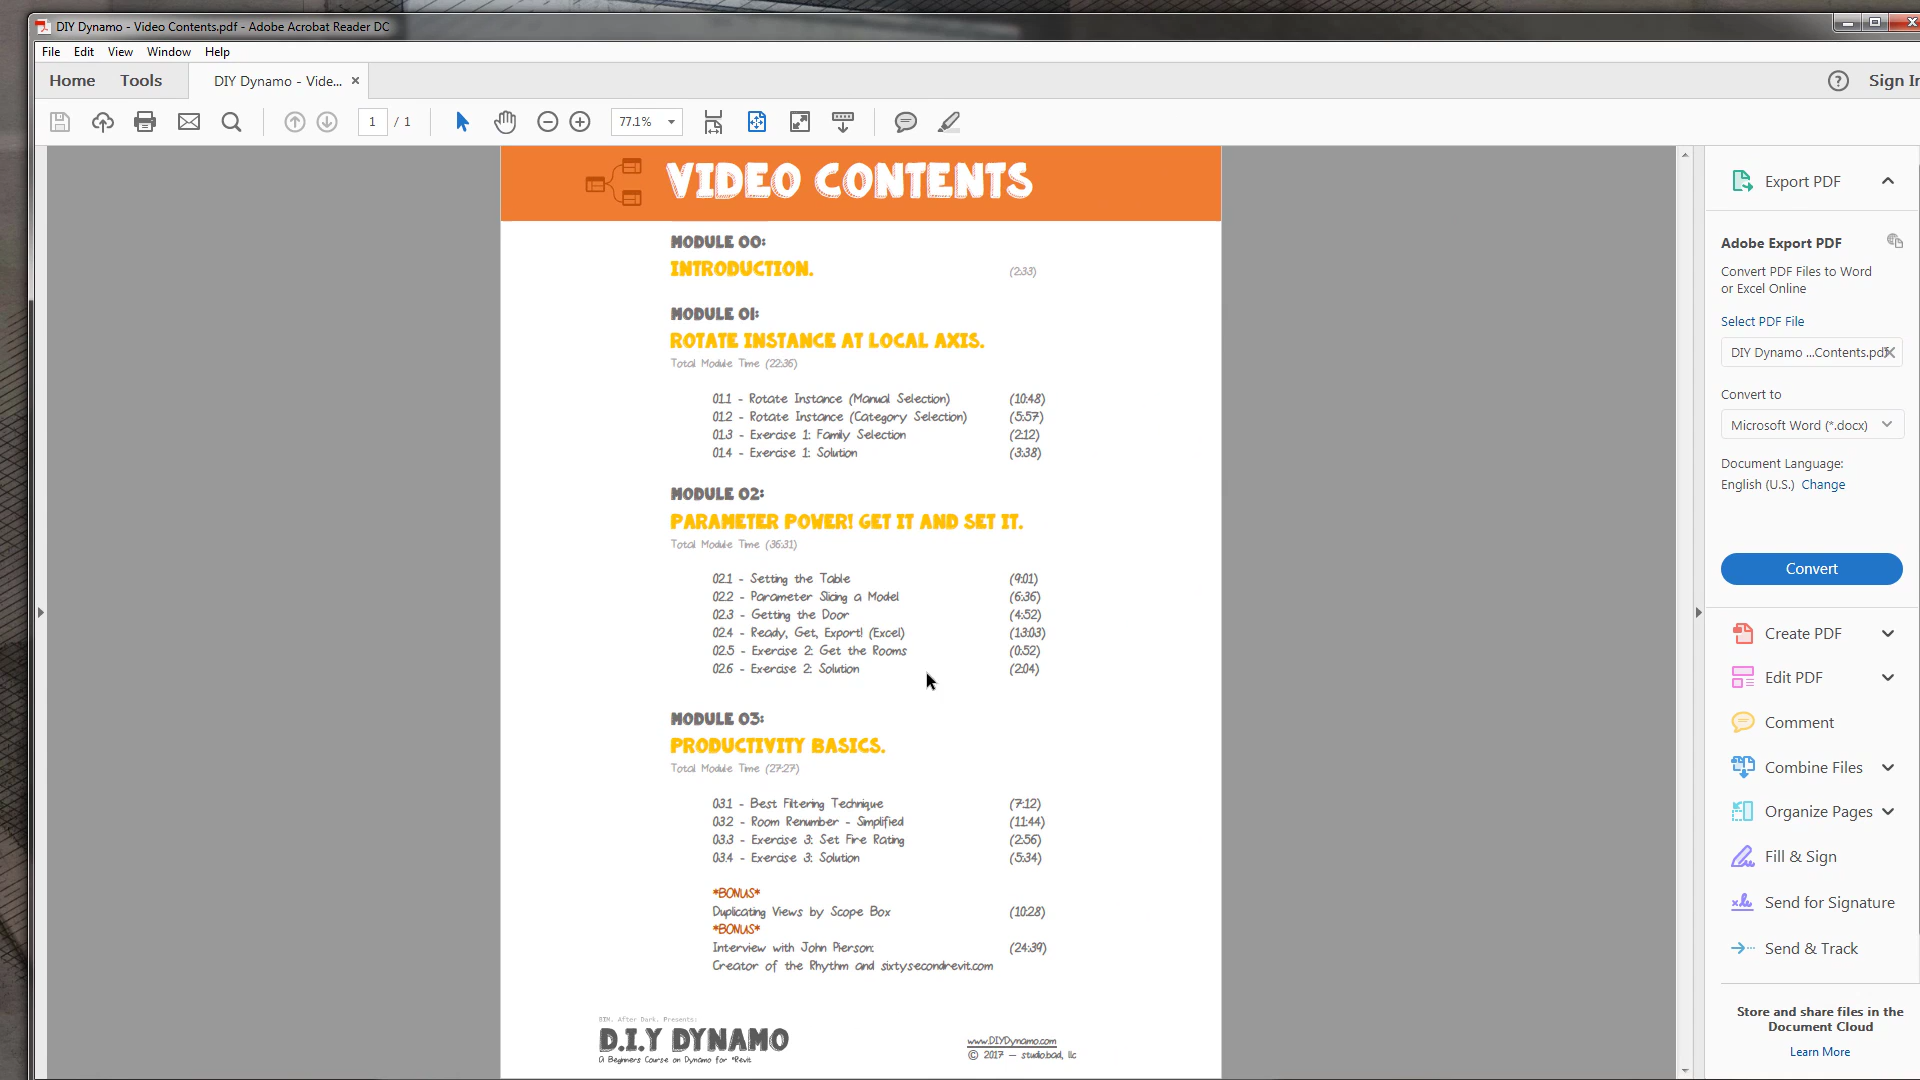 DIY Dynamo - Video Contents.pdf - Adobe Acrobat Reader DC
File Edit View Window Help
Home Tools DIY Dynamo - Vide... × Sign In
1 / 1 77.1%
VIDEO CONTENTS
MODULE 00:
INTRODUCTION. (2:33)
MODULE 01:
ROTATE INSTANCE AT LOCAL AXIS.
Total Module Time (22:36)
01.1 - Rotate Instance (Manual Selection) (10:48)
01.2 - Rotate Instance (Category Selection) (5:57)
01.3 - Exercise 1: Family Selection (2:12)
01.4 - Exercise 1: Solution (3:38)
MODULE 02:
PARAMETER POWER! GET IT AND SET IT.
Total Module Time (36:31)
02.1 - Setting the Table (9:01)
02.2 - Parameter Slicing a Model (6:36)
02.3 - Getting the Door (4:52)
02.4 - Ready, Get, Export! (Excel) (13:03)
02.5 - Exercise 2: Get the Rooms (0:52)
02.6 - Exercise 2: Solution (2:04)
MODULE 03:
PRODUCTIVITY BASICS.
Total Module Time (27:27)
03.1 - Best Filtering Technique (7:12)
03.2 - Room Renumber - Simplified (11:44)
03.3 - Exercise 3: Set Fire Rating (2:56)
03.4 - Exercise 3: Solution (5:34)
*BONUS*
Duplicating Views by Scope Box (10:28)
*BONUS*
Interview with John Pierson: (24:39)
Creator of the Rhythm and sixtysecondrevit.com
BIM. After Dark. Presents:
D.I.Y DYNAMO
A Beginners Course on Dynamo for *Revit
www.DIYDynamo.com
© 2017 — studio.bad, llc
Export PDF
Adobe Export PDF
Convert PDF Files to Word
or Excel Online
Select PDF File
DIY Dynamo ...Contents.pdf
Convert to
Microsoft Word (*.docx)
Document Language:
English (U.S.) Change
Convert
Create PDF
Edit PDF
Comment
Combine Files
Organize Pages
Fill & Sign
Send for Signature
Send & Track
Store and share files in the
Document Cloud
Learn More